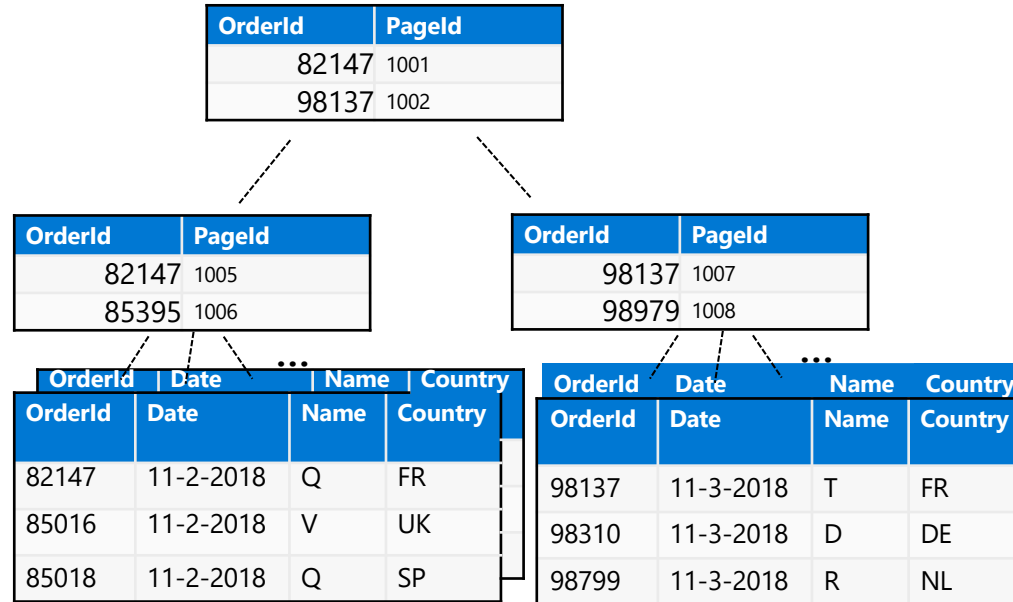 OrderId PageId
82147 1001
98137 1002
OrderId PageId
82147 1005
85395 1006
OrderId PageId
98137 1007
98979 1008
...
OrderId Date Name Country
OrderId Date Name Country
82147 11-2-2018 Q FR
85016 11-2-2018 V UK
85018 11-2-2018 Q SP
...
OrderId Date Name Country
OrderId Date Name Country
98137 11-3-2018 T FR
98310 11-3-2018 D DE
98799 11-3-2018 R NL